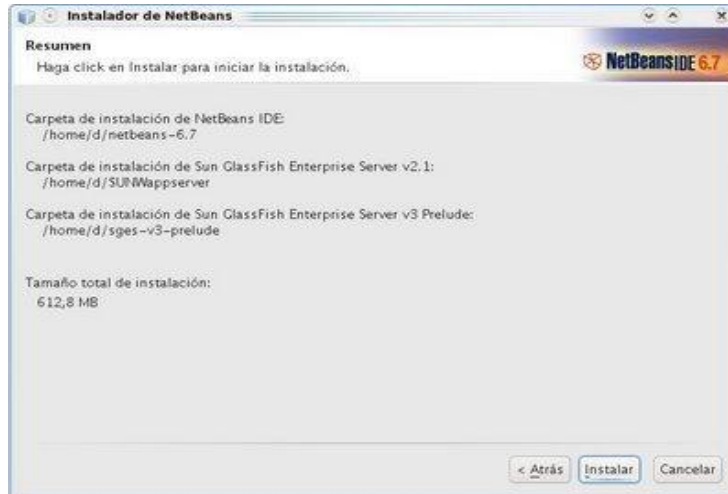 Instalador de NetBeans
Resumen
Haga click en Instalar para iniciar la instalación.
NetBeans IDE 6.7
Carpeta de instalación de NetBeans IDE:
/home/d/netbeans-6.7
Carpeta de instalación de Sun GlassFish Enterprise Server v2.1:
/home/d/SUNWappserver
Carpeta de instalación de Sun GlassFish Enterprise Server v3 Prelude:
/home/d/sges-v3-prelude
Tamaño total de instalación:
612,8 MB
< Atrás Instalar Cancelar